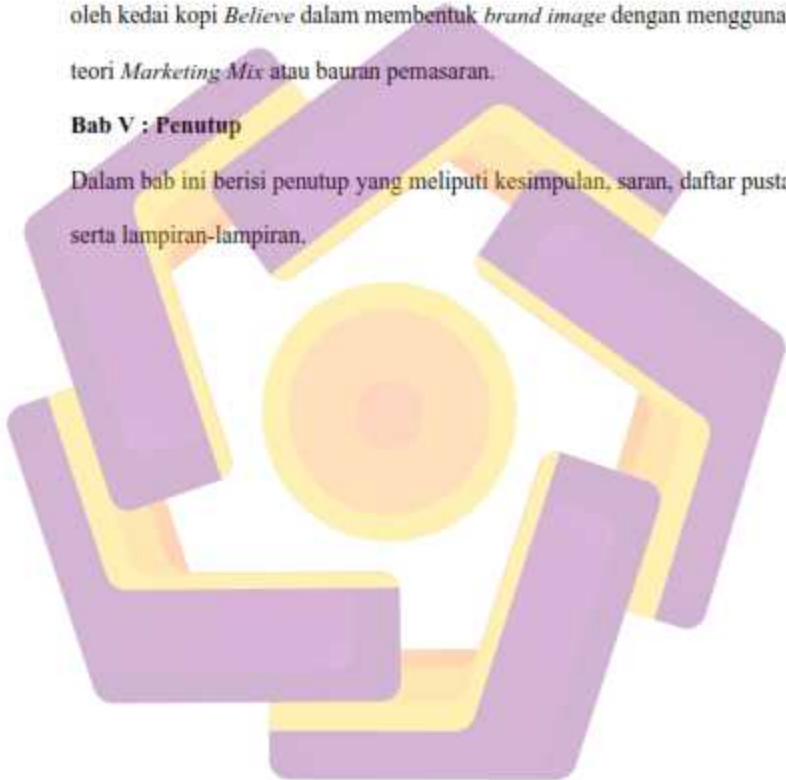 oleh kedai kopi Believe dalam membentuk brand image dengan mengguna
teori Marketing Mix atau bauran pemasaran.
Bab V : Penutup
Dalam bab ini berisi penutup yang meliputi kesimpulan, saran, daftar pusta
serta lampiran-lampiran.